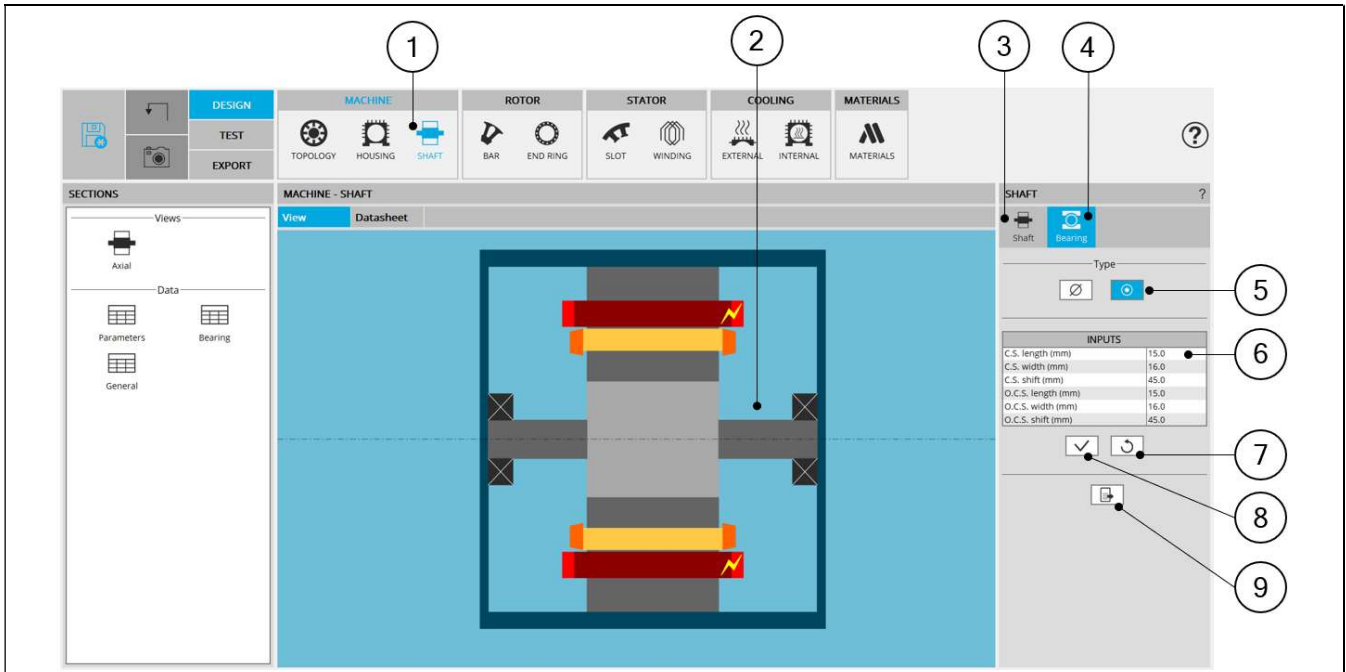 1
2
3
4
DESIGN
TEST
EXPORT
MACHINE
TOPOLOGY
HOUSING
SHAFT
ROTOR
BAR
END RING
STATOR
SLOT
WINDING
COOLING
EXTERNAL
INTERNAL
MATERIALS
MATERIALS
?
SECTIONS
Views
Axial
Data
Parameters
Bearing
General
MACHINE - SHAFT
View
Datasheet
SHAFT ?
Shaft
Bearing
Type
5
INPUTS
C.S. length (mm) 15.0
C.S. width (mm) 16.0
C.S. shift (mm) 45.0
O.C.S. length (mm) 15.0
O.C.S. width (mm) 16.0
O.C.S. shift (mm) 45.0
6
7
8
9